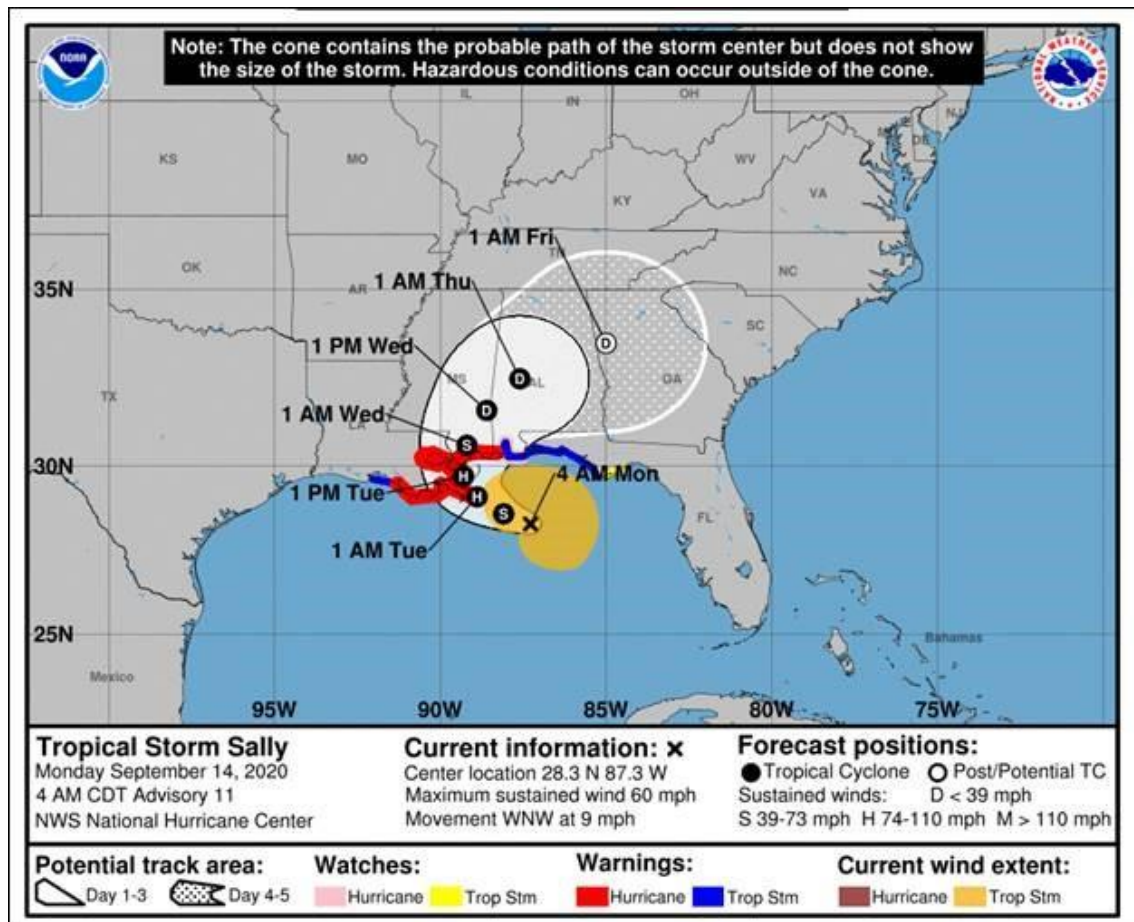 Note: The cone contains the probable path of the storm center but does not show
the size of the storm. Hazardous conditions can occur outside of the cone.
NOAA
NATIONAL WEATHER SERVICE
IL
IN
OH
NJ
DE
KS
MO
WV
KY
VA
1 AM Fri
TN
OK
NC
35N
AR
1 AM Thu
SC
1 PM Wed
D
MS
D
AL
GA
TX
D
1 AM Wed
LA
S
30N
H
4 AM Mon
1 PM Tue
H
S
FL
1 AM Tue
25N
Bahamas
Mexico
95W
90W
85W
80W
75W
Tropical Storm Sally
Monday September 14, 2020
4 AM CDT Advisory 11
NWS National Hurricane Center
Current information: ×
Center location 28.3 N 87.3 W
Maximum sustained wind 60 mph
Movement WNW at 9 mph
Forecast positions:
Tropical Cyclone Post/Potential TC
Sustained winds: D < 39 mph
S 39-73 mph H 74-110 mph M > 110 mph
Potential track area:
Day 1-3 Day 4-5
Watches:
Hurricane Trop Stm
Warnings:
Hurricane Trop Stm
Current wind extent:
Hurricane Trop Stm